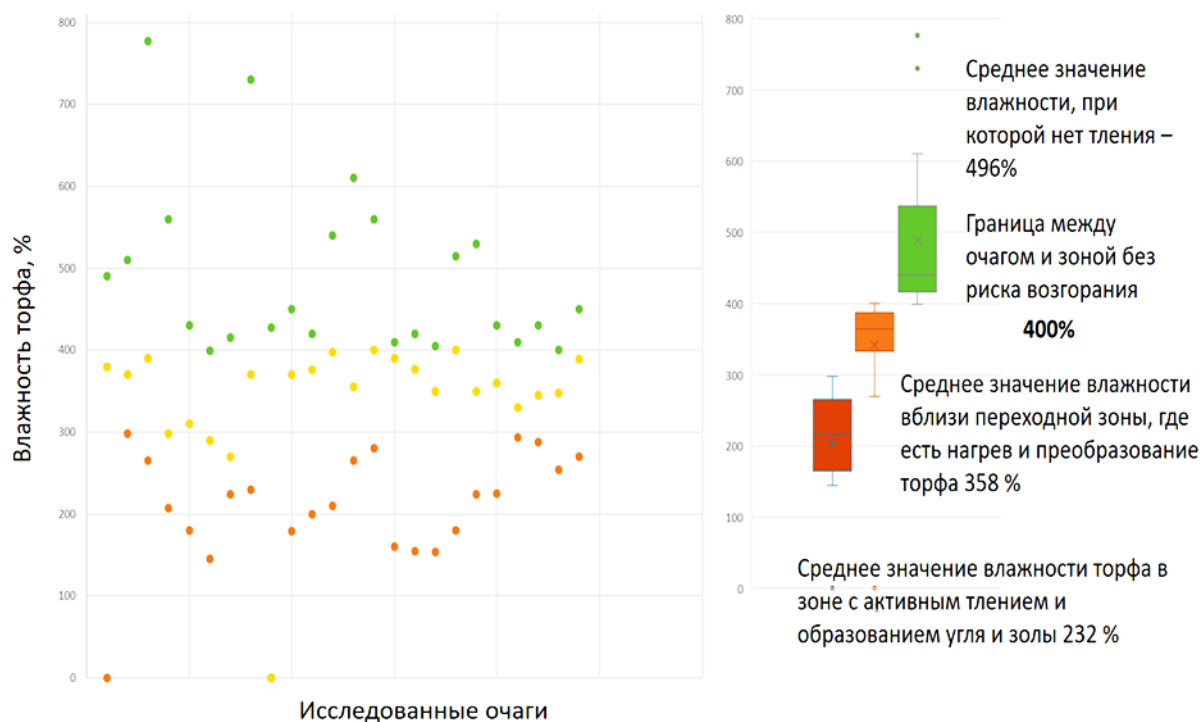 800
700
600
500
400
300
200
100
0
Влажность торфа, %
Исследованные очаги
800
700
600
500
400
300
200
100
0
Среднее значение
влажности, при
которой нет тления –
496%
Граница между
очагом и зоной без
риска возгорания
400%
Среднее значение влажности
вблизи переходной зоны, где
есть нагрев и преобразование
торфа 358 %
Среднее значение влажности торфа в
зоне с активным тлением и
образованием угля и золы 232 %